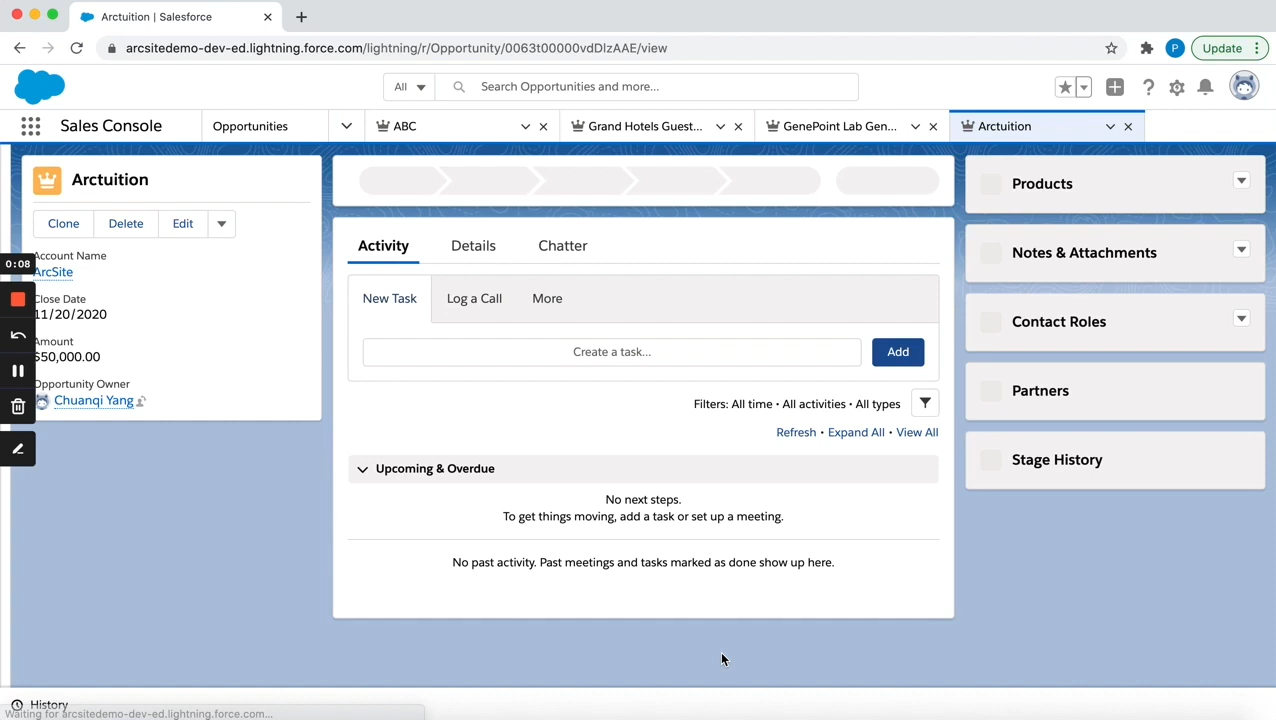 Arctuition | Salesforce
arcsitedemo-dev-ed.lightning.force.com/lightning/r/Opportunity/0063t00000vdDlzAAE/view
P
Update
All
Search Opportunities and more...
Sales Console
Opportunities
ABC
Grand Hotels Guest...
GenePoint Lab Gen...
Arctuition
Arctuition
Clone
Delete
Edit
Account Name
ArcSite
Close Date
11/20/2020
Amount
$50,000.00
Opportunity Owner
Chuanqi Yang
0:08
Activity
Details
Chatter
New Task
Log a Call
More
Create a task...
Add
Filters: All time • All activities • All types
Refresh • Expand All • View All
Upcoming & Overdue
No next steps.
To get things moving, add a task or set up a meeting.
No past activity. Past meetings and tasks marked as done show up here.
Products
Notes & Attachments
Contact Roles
Partners
Stage History
History
Waiting for arcsitedemo-dev-ed.lightning.force.com...